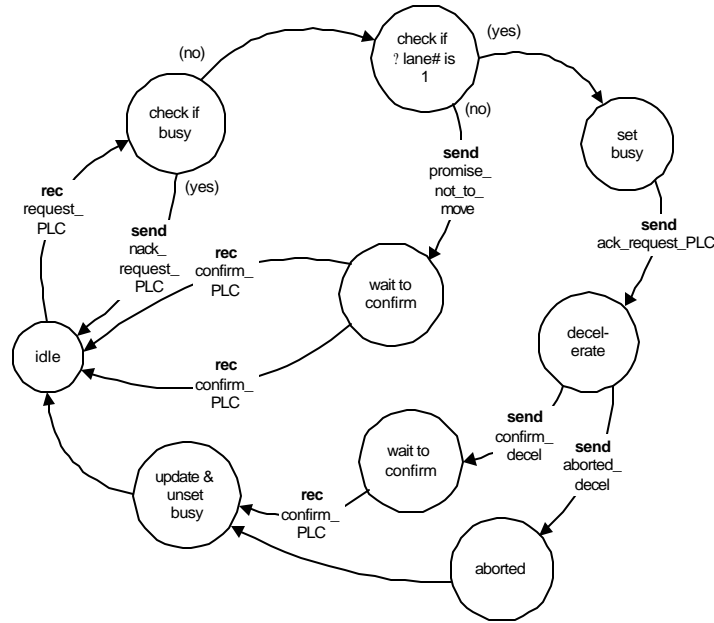 check if
? lane# is
1
(yes)
(no)
(no)
check if
busy
(yes)
set
busy
send
promise_
not_to_
move
rec
request_
PLC
send
nack_
request_
PLC
send
ack_request_PLC
rec
confirm_
PLC
wait to
confirm
idle
decel-
erate
rec
confirm_
PLC
send
confirm_
decel
send
aborted_
decel
wait to
confirm
update &
unset
busy
rec
confirm_
PLC
aborted